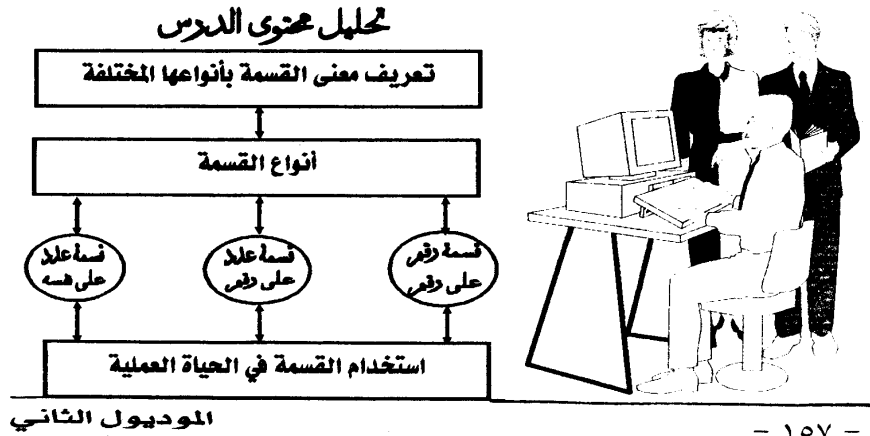 تحليل محتوى الدرس
تعريف معنى القسمة بأنواعها المختلفة
أنواع القسمة
قسمة رقم
على رقم
قسمة عدد
على رقم
قسمة عدد
على نفسه
استخدام القسمة في الحياة العملية
الموديول الثاني
- ١٥٧ -